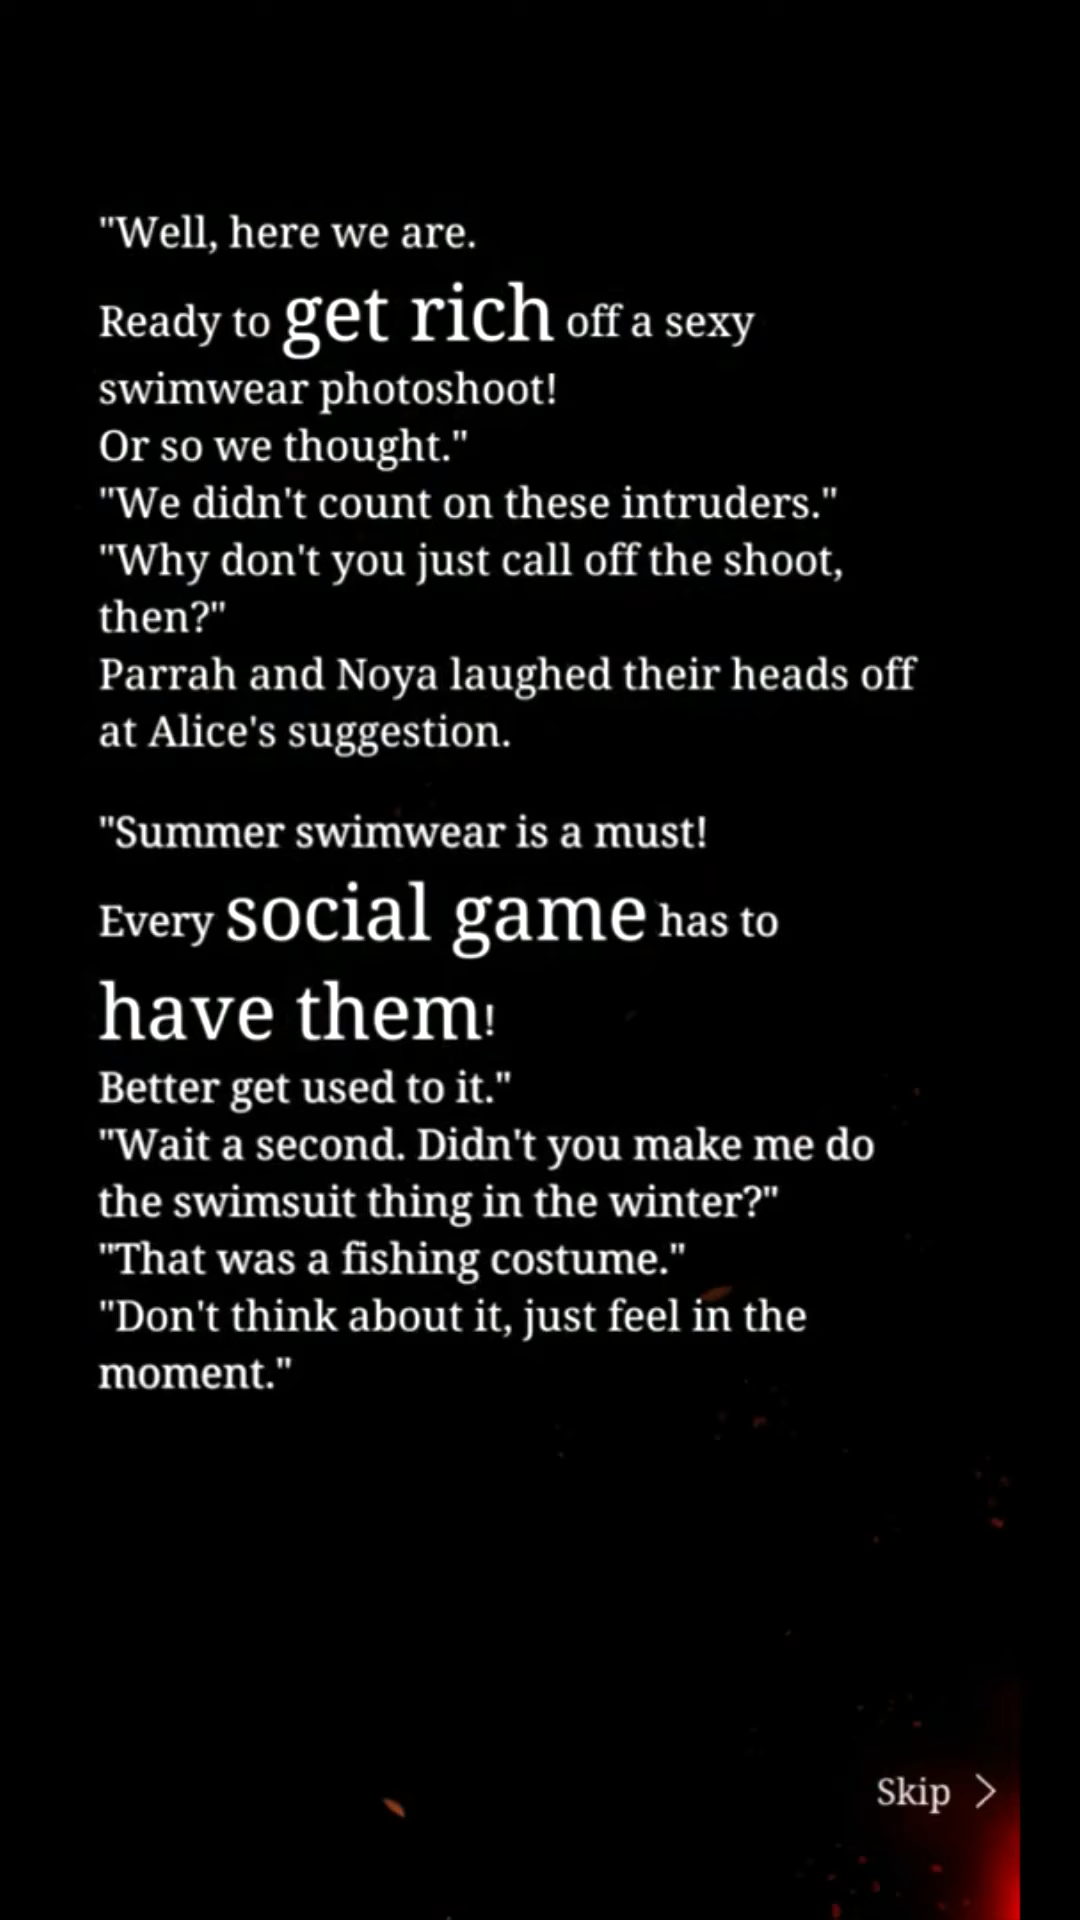 "Well, here we are.
Ready to get rich off a sexy
swimwear photoshoot!
Or so we thought."
"We didn't count on these intruders."
"Why don't you just call off the shoot,
then?"
Parrah and Noya laughed their heads off
at Alice's suggestion.
"Summer swimwear is a must!
Every social game has to
have them!
Better get used to it."
"Wait a second. Didn't you make me do
the swimsuit thing in the winter?"
"That was a fishing costume."
"Don't think about it, just feel in the
moment."
Skip >